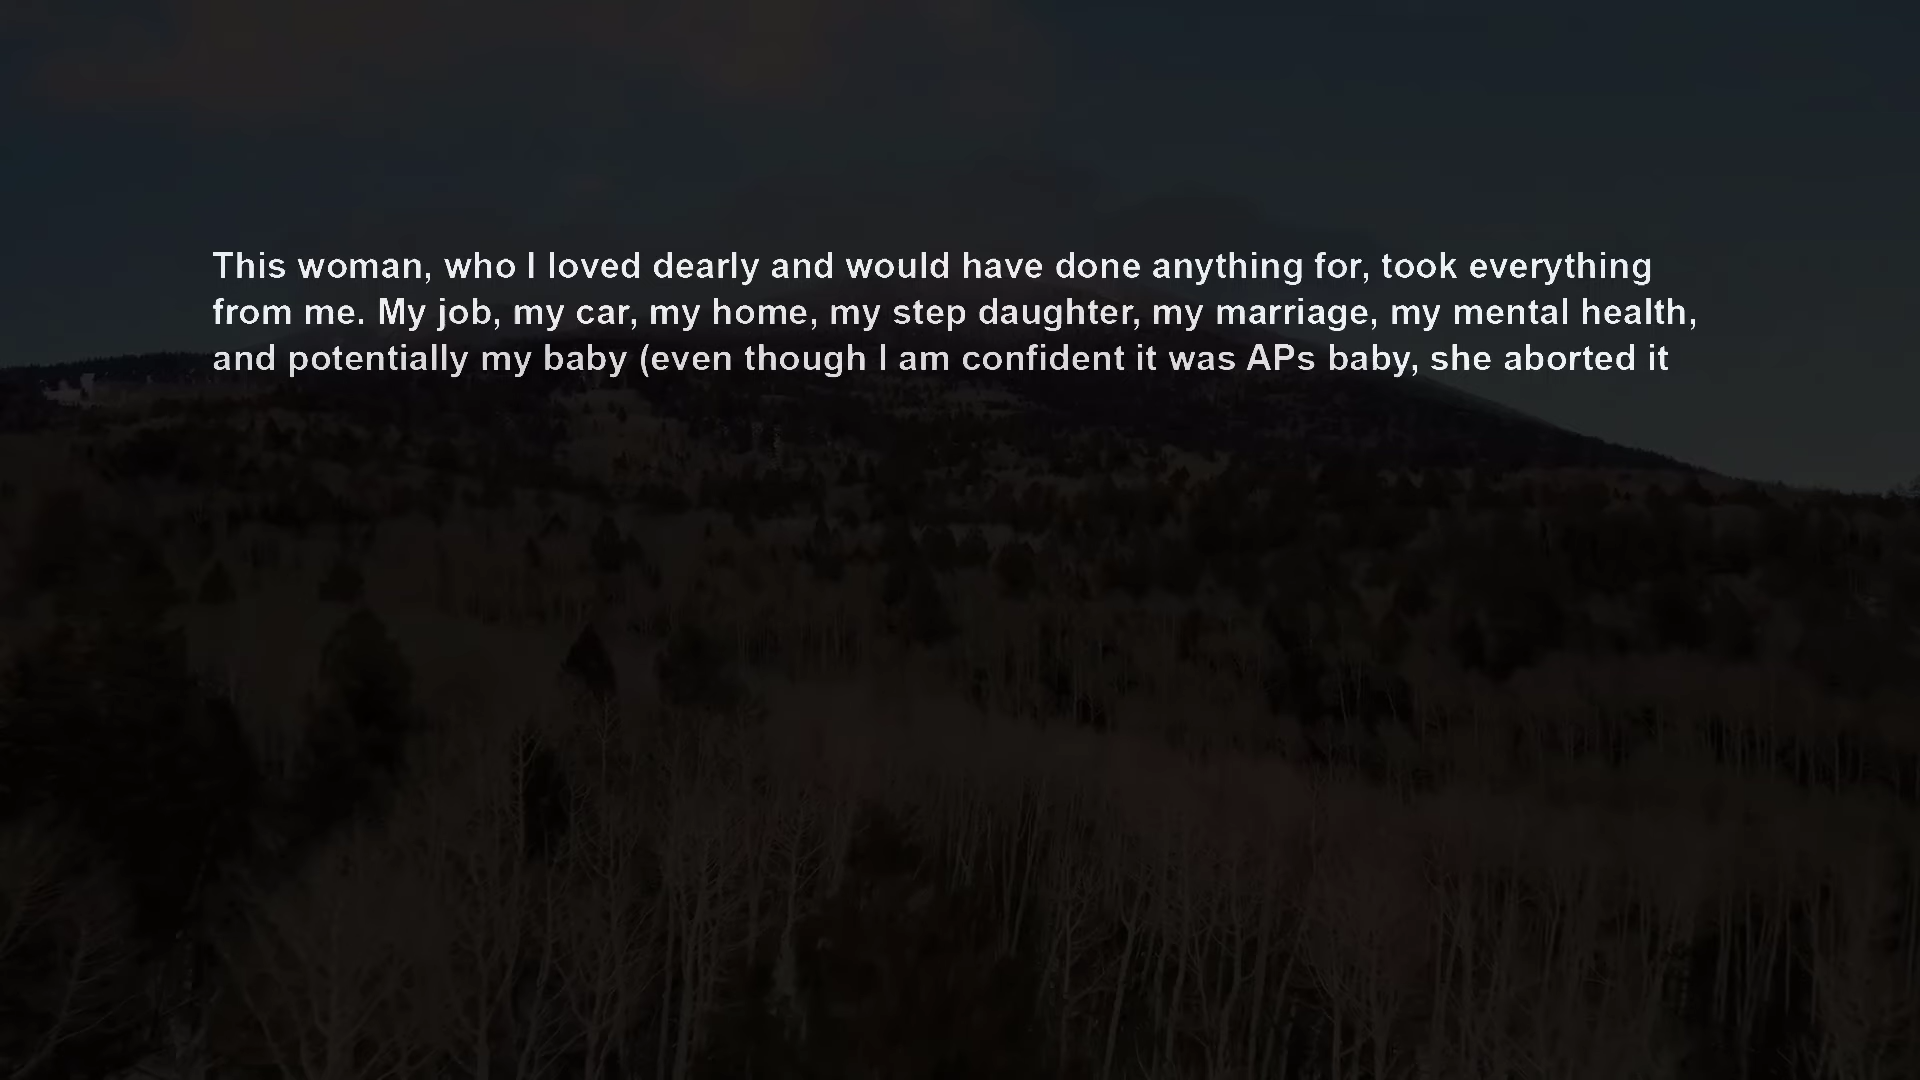 This woman, who I loved dearly and would have done anything for, took everything
from me. My job, my car, my home, my step daughter, my marriage, my mental health,
and potentially my baby (even though I am confident it was APs baby, she aborted it